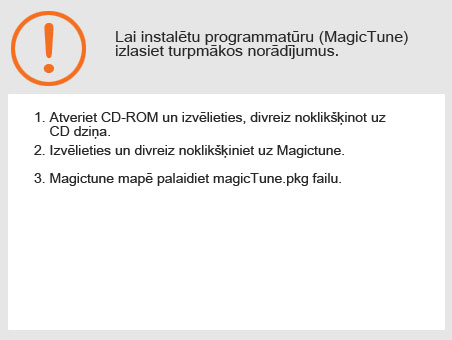 Lai instalētu programmatūru (MagicTune)
izlasiet turpmākos norādījumus.
1. Atveriet CD-ROM un izvēlieties, divreiz noklikšķinot uz
CD dziņa.
2. Izvēlieties un divreiz noklikšķiniet uz Magictune.
3. Magictune mapē palaidiet magicTune.pkg failu.